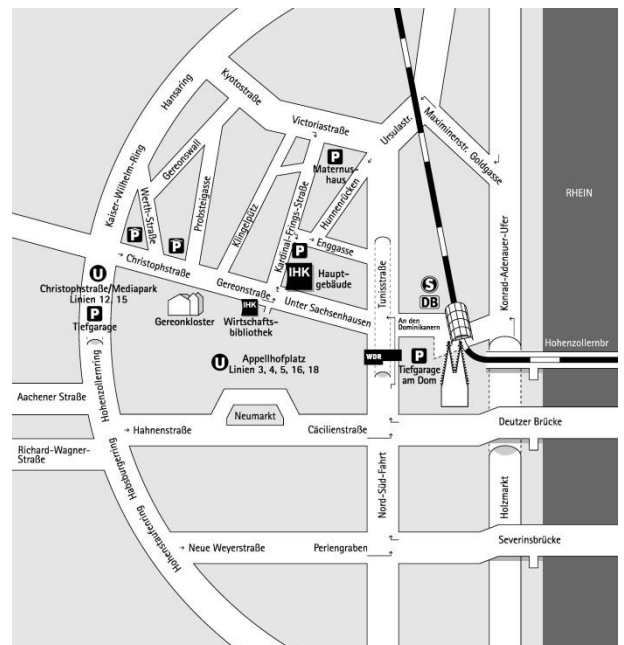 Hansaring
Kyotostraße
Victoriastraße
Ursulastr.
Maximinenstr. Goldgasse
RHEIN
Kaiser-Wilhelm-Ring
Gereonswall
Werth-Straße
Probsteigasse
Klingelpütz
Kardinal-Frings-Straße
P
Maternus-
haus
Hunnenrücken
P
P
P
Enggasse
Christophstraße
U
Christophstraße/Mediapark
Linien 12, 15
P
Tiefgarage
Gereonstraße
IHK
Haupt-
gebäude
Tunisstraße
Konrad-Adenauer-Ufer
S
DB
Gereonkloster
IHK
Wirtschafts-
bibliothek
Unter Sachsenhausen
An den
Dominikanern
Hohenzollernbr
U
Appellhofplatz
Linien 3, 4, 5, 16, 18
WDR
P
Tiefgarage
am Dom
Hohenzollernring
Aachener Straße
Neumarkt
Hahnenstraße
Cäcilienstraße
Deutzer Brücke
Richard-Wagner-
Straße
Habsburgerring
Nord-Süd-Fahrt
Holzmarkt
Hohenstaufenring
Neue Weyerstraße
Perlengraben
Severinsbrücke